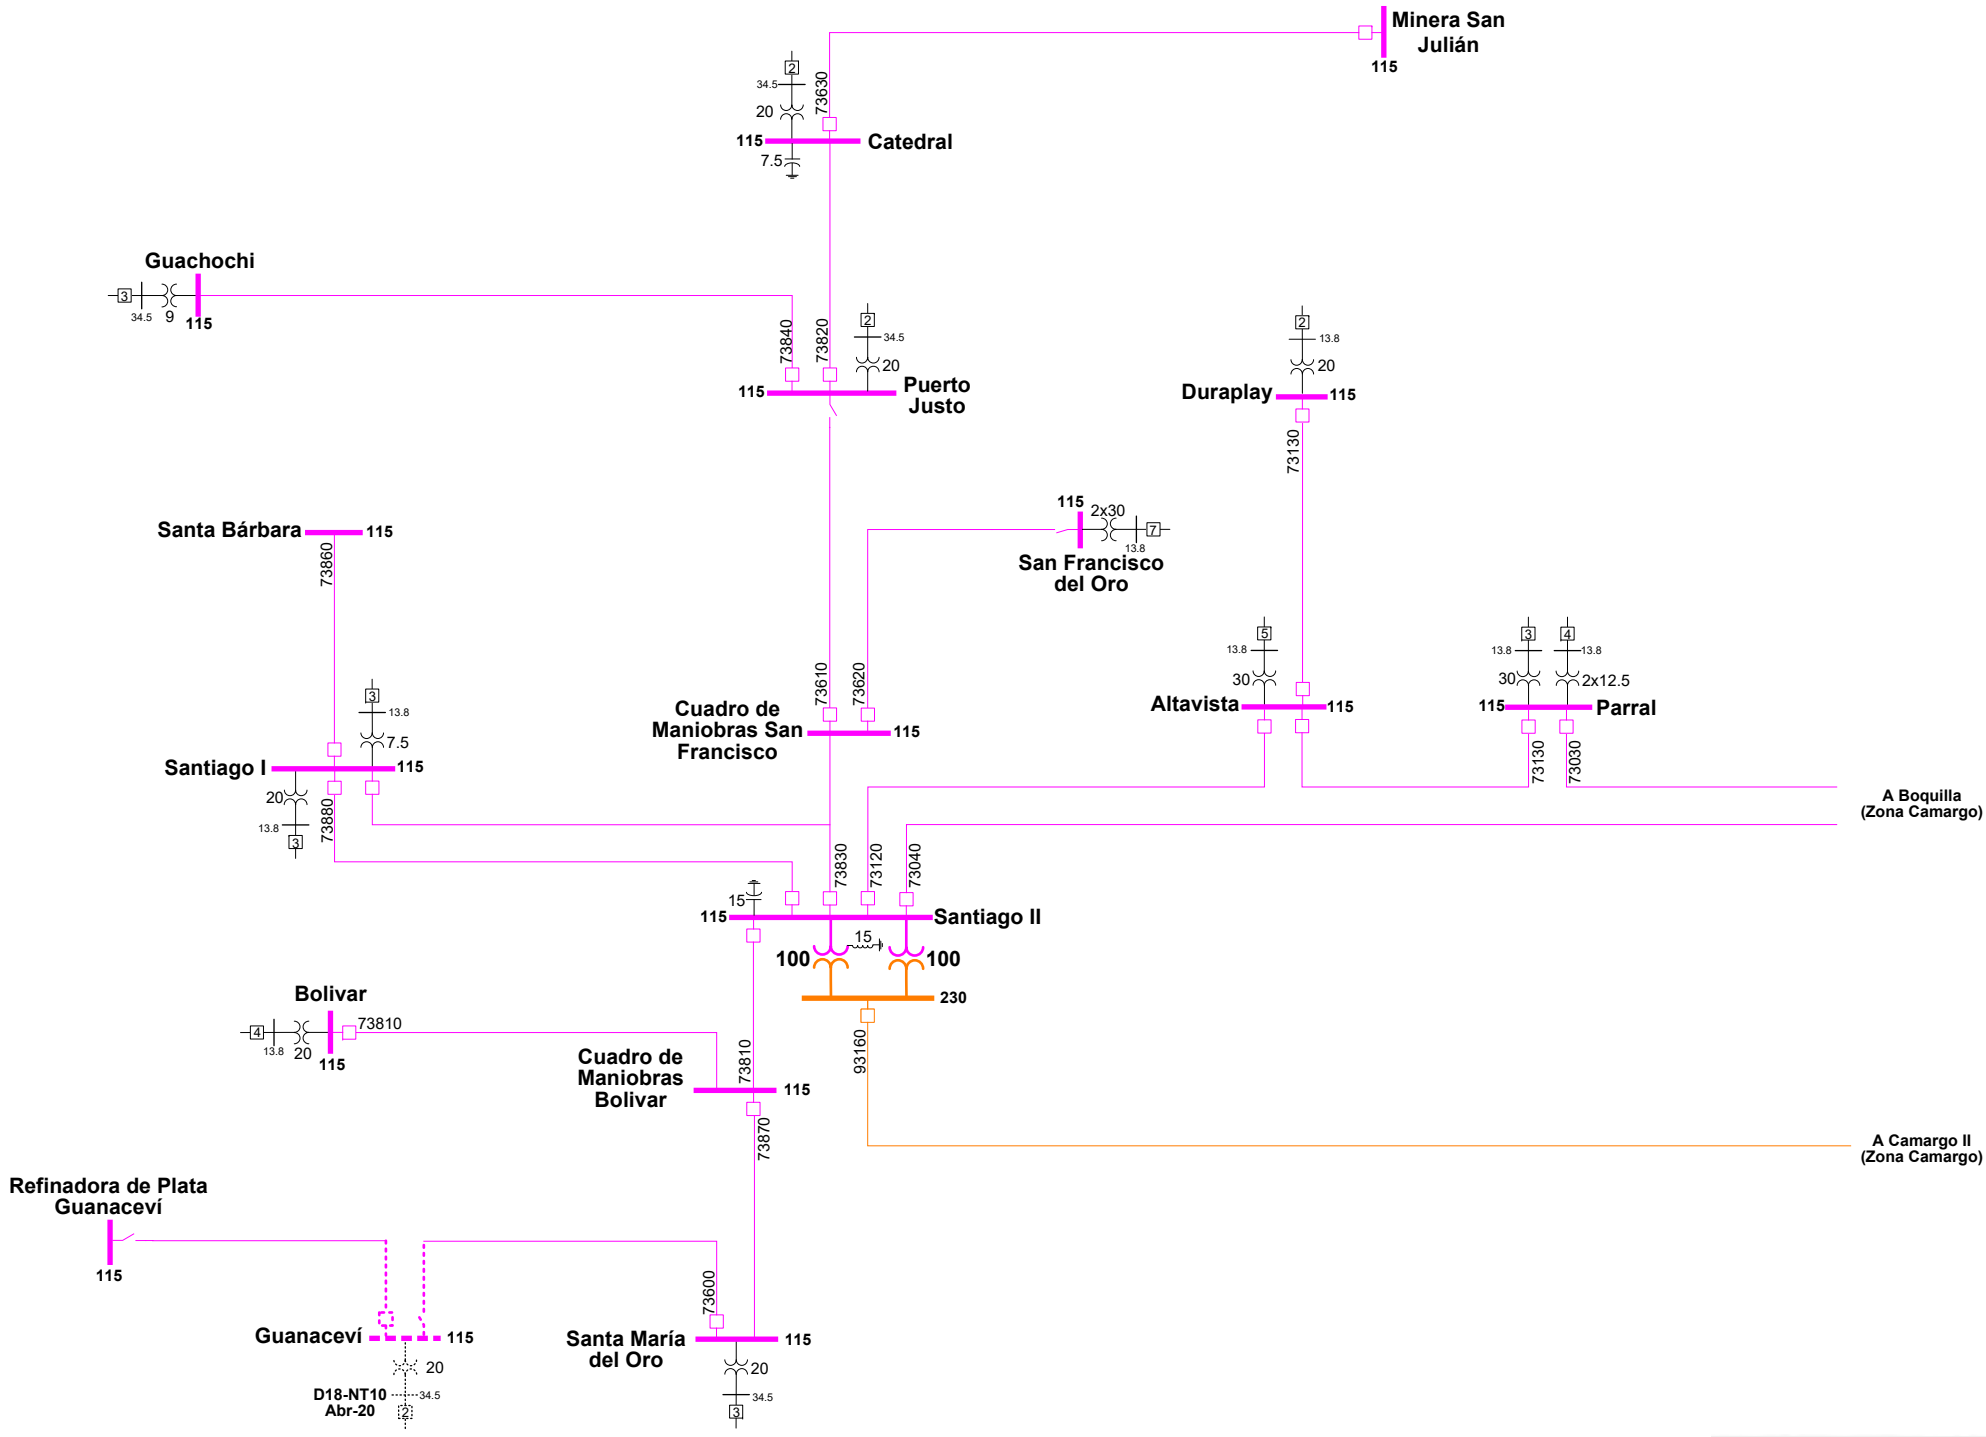 Minera San
Julián
115
2
34.5
20
73630
115
Catedral
7.5
Guachochi
3
34.5
9
115
73840
73820
2
34.5
20
115
Puerto
Justo
2
13.8
20
Duraplay
115
73130
Santa Bárbara
115
73860
115
2x30
7
13.8
San Francisco
del Oro
73610
73620
Cuadro de
Maniobras San
Francisco
115
5
13.8
30
Altavista
115
3
4
13.8
13.8
30
2x12.5
115
Parral
73130
73030
3
13.8
7.5
Santiago I
115
20
13.8
3
73880
A Boquilla
(Zona Camargo)
73830
73120
73040
15
115
Santiago II
15
100
100
230
93160
Bolivar
4
13.8
20
115
73810
73810
Cuadro de
Maniobras
Bolivar
115
73870
A Camargo II
(Zona Camargo)
Refinadora de Plata
Guanaceví
115
73600
Guanaceví
115
20
D18-NT10
Abr-20
34.5
2
Santa María
del Oro
115
20
34.5
3